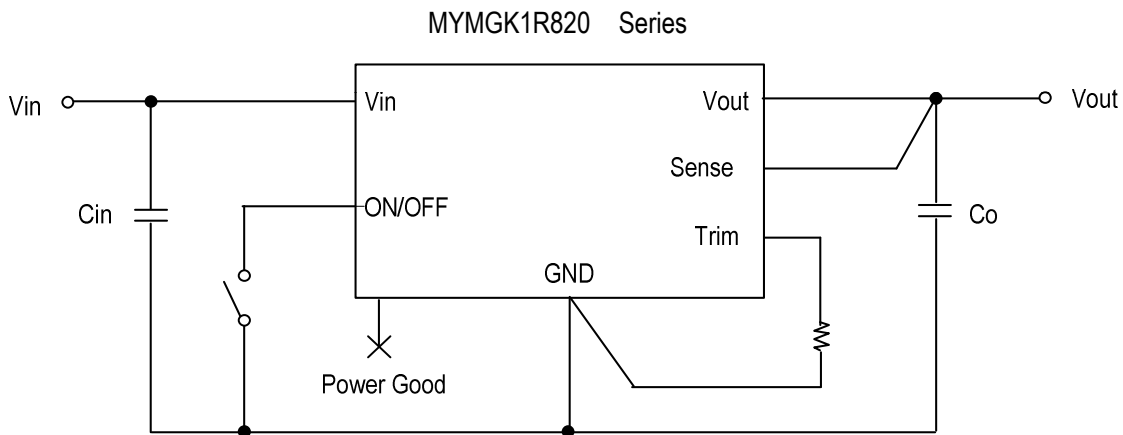 MYMGK1R820 Series
Vin
Vin
Vout
Vout
Sense
Cin
ON/OFF
Co
Trim
GND
Power Good